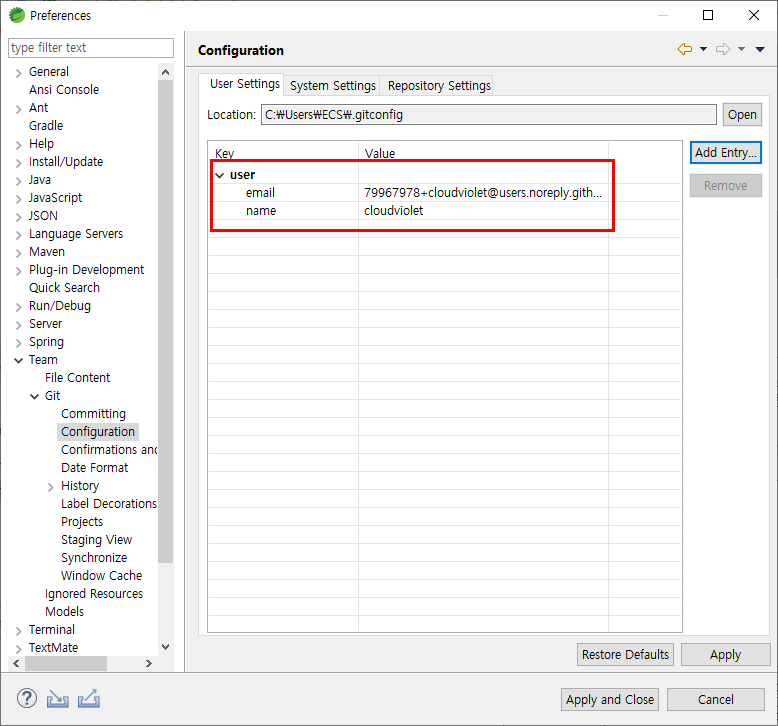 Preferences
type filter text
General
Ansi Console
Ant
Gradle
Help
Install/Update
Java
JavaScript
JSON
Language Servers
Maven
Plug-in Development
Quick Search
Run/Debug
Server
Spring
Team
File Content
Git
Committing
Configuration
Confirmations and
Date Format
History
Label Decorations
Projects
Staging View
Synchronize
Window Cache
Ignored Resources
Models
Terminal
TextMate
Configuration
User Settings System Settings Repository Settings
Location: C:₩Users₩ECS₩.gitconfig Open
Key Value
Add Entry...
user
email 79967978+cloudviolet@users.noreply.gith...
Remove
name cloudviolet
Restore Defaults Apply
? Apply and Close Cancel